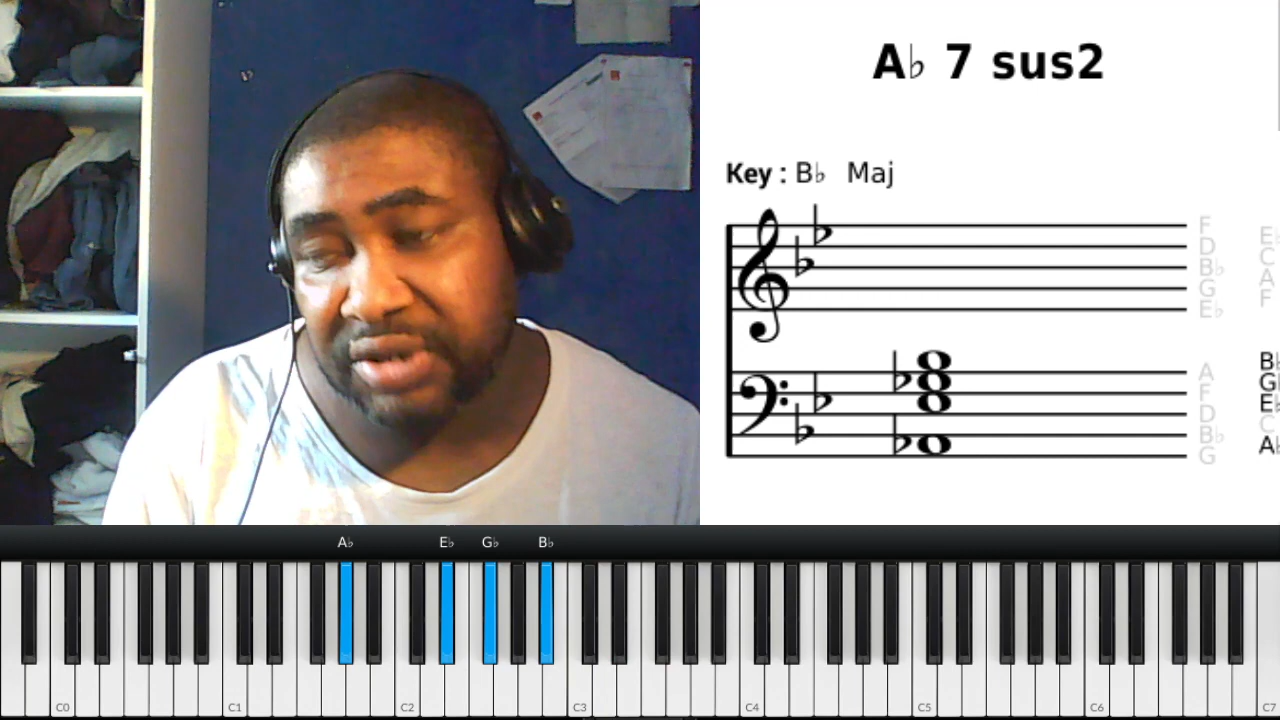 A♭ 7 sus2
Key : B♭ Maj
F
D
B♭
G
E♭
E♭
C
A
F
A
F
D
B♭
G
B♭
G♭
E♭
C
A♭
A♭ E♭ G♭ B♭
C0 C1 C2 C3 C4 C5 C6 C7